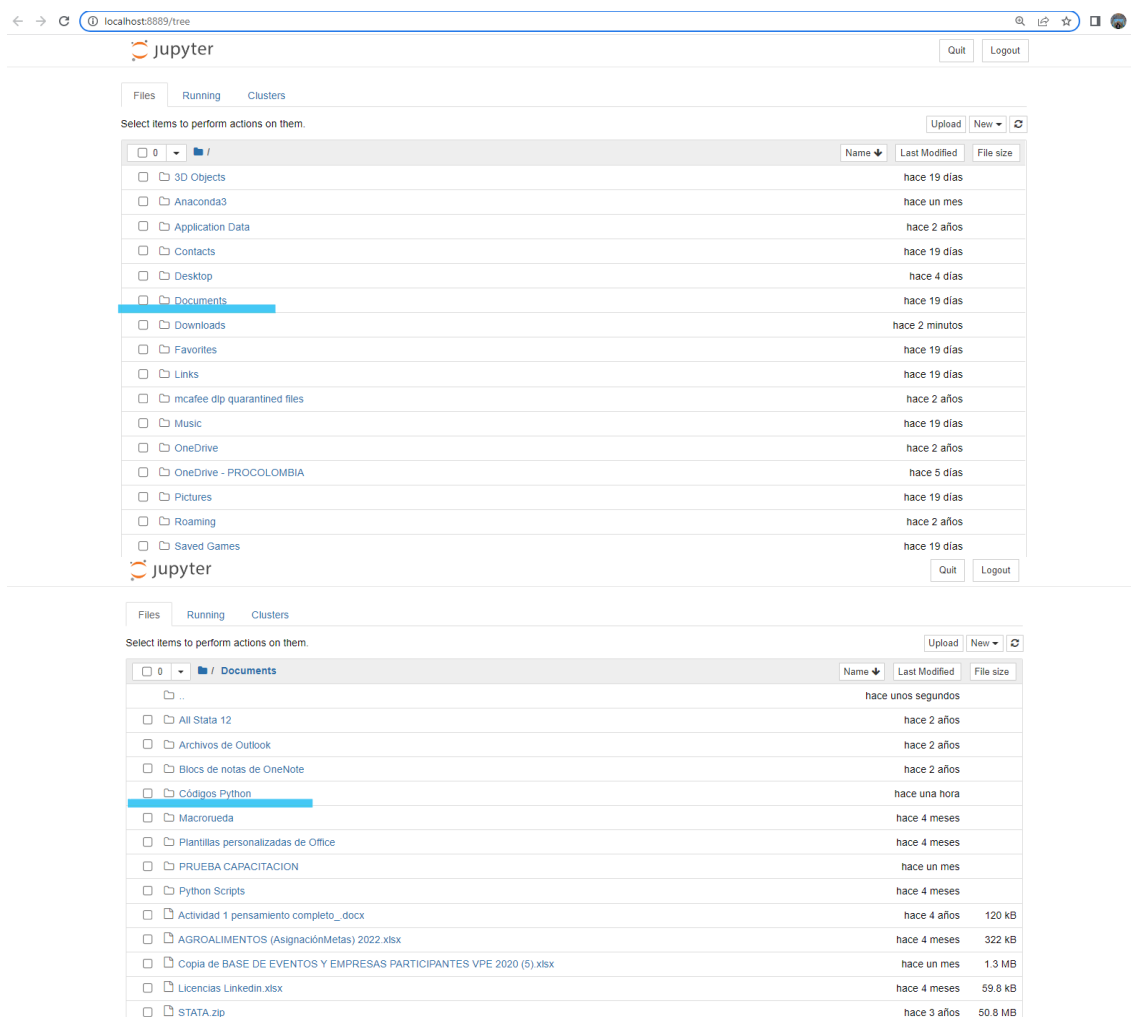 localhost:8889/tree
jupyter
Quit Logout
Files Running Clusters
Select items to perform actions on them.
Upload New
0 / Name Last Modified File size
3D Objects hace 19 días
Anaconda3 hace un mes
Application Data hace 2 años
Contacts hace 19 días
Desktop hace 4 días
Documents hace 19 días
Downloads hace 2 minutos
Favorites hace 19 días
Links hace 19 días
mcafee dlp quarantined files hace 2 años
Music hace 19 días
OneDrive hace 2 años
OneDrive - PROCOLOMBIA hace 5 días
Pictures hace 19 días
Roaming hace 2 años
Saved Games hace 19 días
jupyter
Quit Logout
Files Running Clusters
Select items to perform actions on them.
Upload New
0 / Documents Name Last Modified File size
.. hace unos segundos
All Stata 12 hace 2 años
Archivos de Outlook hace 2 años
Blocs de notas de OneNote hace 2 años
Códigos Python hace una hora
Macrorueda hace 4 meses
Plantillas personalizadas de Office hace 4 meses
PRUEBA CAPACITACION hace un mes
Python Scripts hace 4 meses
Actividad 1 pensamiento completo_.docx hace 4 años 120 kB
AGROALIMENTOS (AsignaciónMetas) 2022.xlsx hace 4 meses 322 kB
Copia de BASE DE EVENTOS Y EMPRESAS PARTICIPANTES VPE 2020 (5).xlsx hace un mes 1.3 MB
Licencias Linkedin.xlsx hace 4 meses 59.8 kB
STATA.zip hace 3 años 50.8 MB